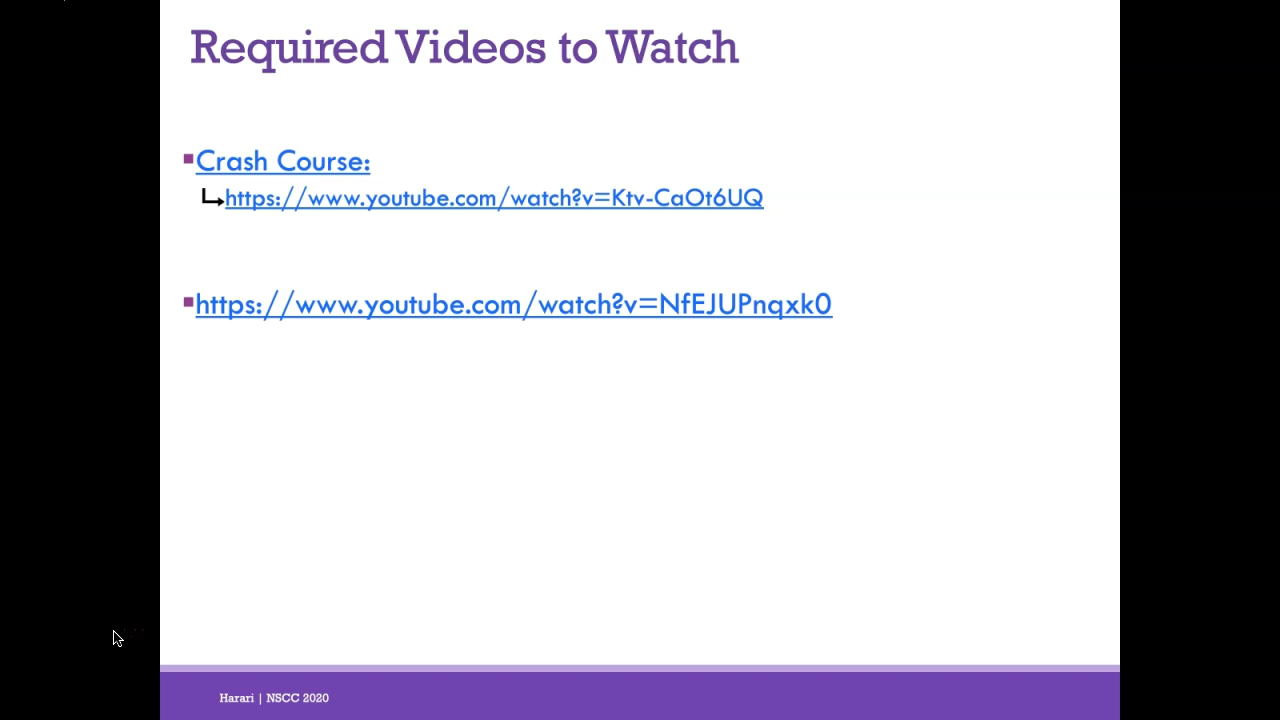 Required Videos to Watch
Crash Course:
https://www.youtube.com/watch?v=Ktv-CaOt6UQ
https://www.youtube.com/watch?v=NfEJUPnqxk0
Harari | NSCC 2020